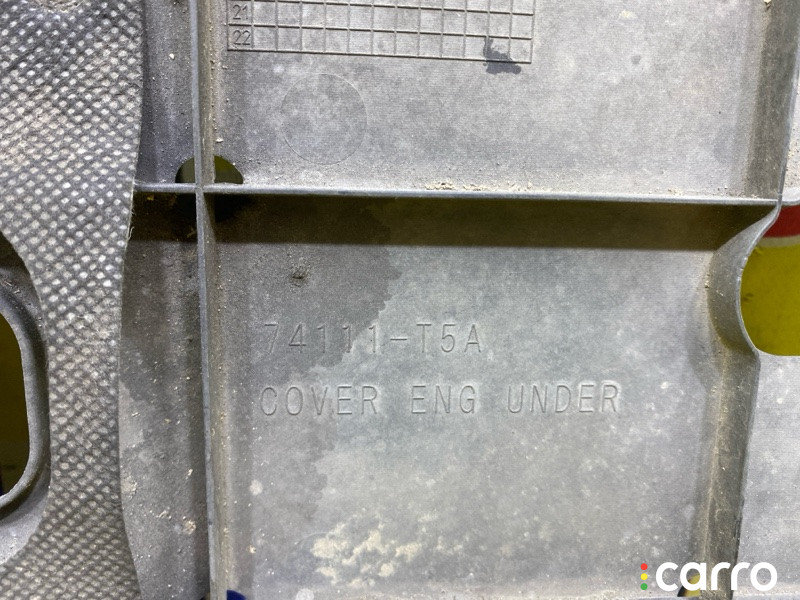 21
22
74111-T5A
COVER ENG UNDER
carro